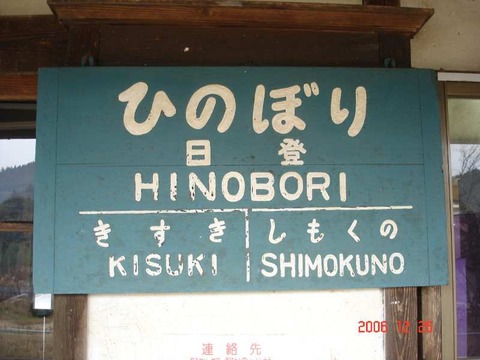 ひのぼり
日 登
HINOBORI
きすき しもくの
KISUKI SHIMOKUNO
連絡先
2006 12 28